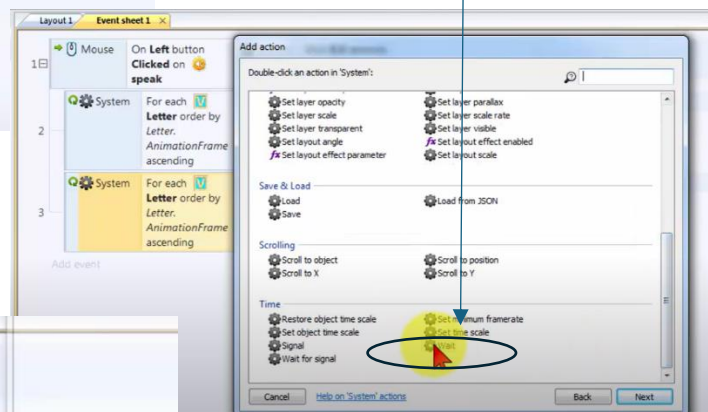 Layout 1 Event sheet 1 ×
1 Mouse On Left button
Clicked on
speak
2 System For each
Letter order by
Letter.
AnimationFrame
ascending
3 System For each
Letter order by
Letter.
AnimationFrame
ascending
Add event
Add action
Double-click an action in 'System':
Set layer opacity Set layer parallax
Set layer scale Set layer scale rate
Set layer transparent Set layer visible
Set layout angle fx Set layout effect enabled
fx Set layout effect parameter Set layout scale
Save & Load
Load Load from JSON
Save
Scrolling
Scroll to object Scroll to position
Scroll to X Scroll to Y
Time
Restore object time scale Set minimum framerate
Set object time scale Set time scale
Signal Wait
Wait for signal
Cancel Help on 'System' actions Back Next